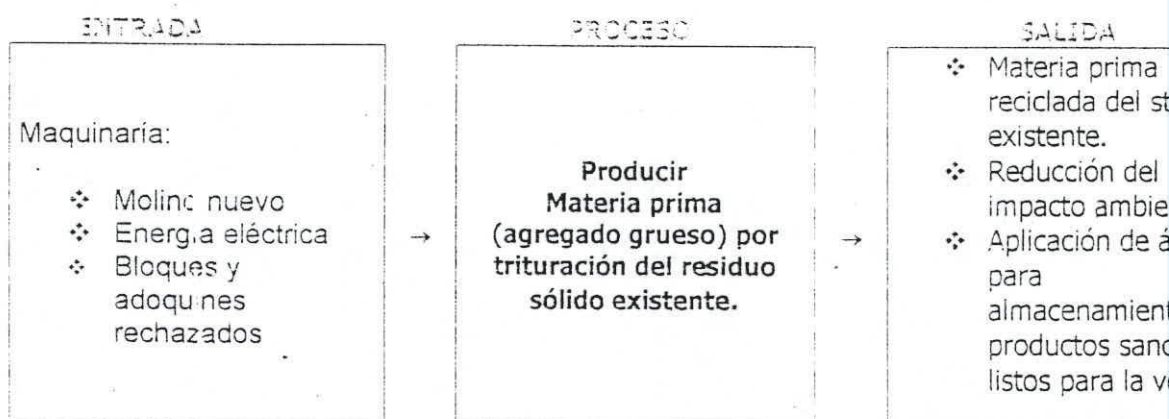 ENTRADA
Maquinaría:
❖ Molino nuevo
❖ Energía eléctrica
❖ Bloques y
adoquines
rechazados
→
PROCESO
Producir
Materia prima
(agregado grueso) por
trituración del residuo
sólido existente.
→
SALIDA
❖ Materia prima
reciclada del
existente.
❖ Reducción del
impacto
❖ Aplicación de
para
productos
listos para la